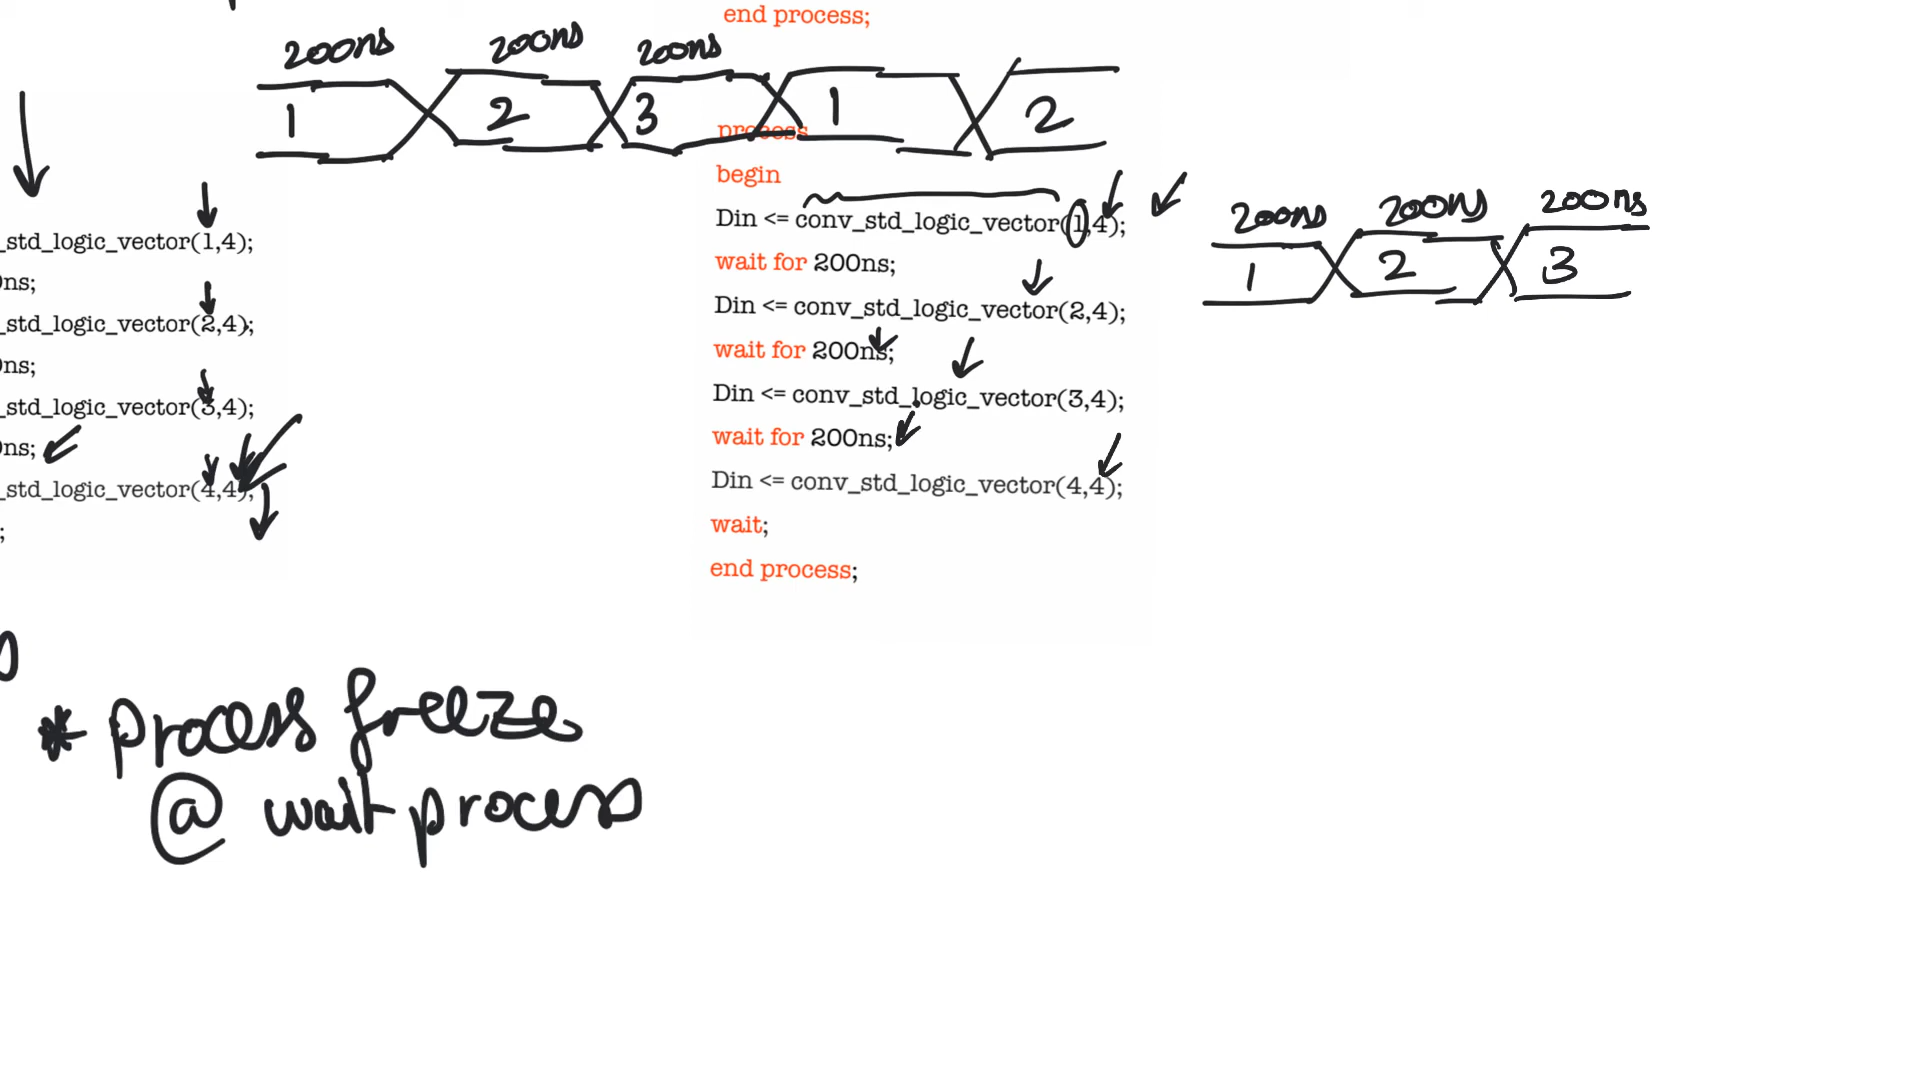 end process;
200ns 200ns 200ns
1 2 3 1 2
process
begin
Din <= conv_std_logic_vector(1,4);
wait for 200ns;
Din <= conv_std_logic_vector(2,4);
wait for 200ns;
Din <= conv_std_logic_vector(3,4);
wait for 200ns;
Din <= conv_std_logic_vector(4,4);
wait;
end process;
200ns 200ns 200ns
1 2 3
_std_logic_vector(1,4);
0ns;
_std_logic_vector(2,4);
0ns;
_std_logic_vector(3,4);
0ns;
_std_logic_vector(4,4);
;
* process freeze
@ wait process